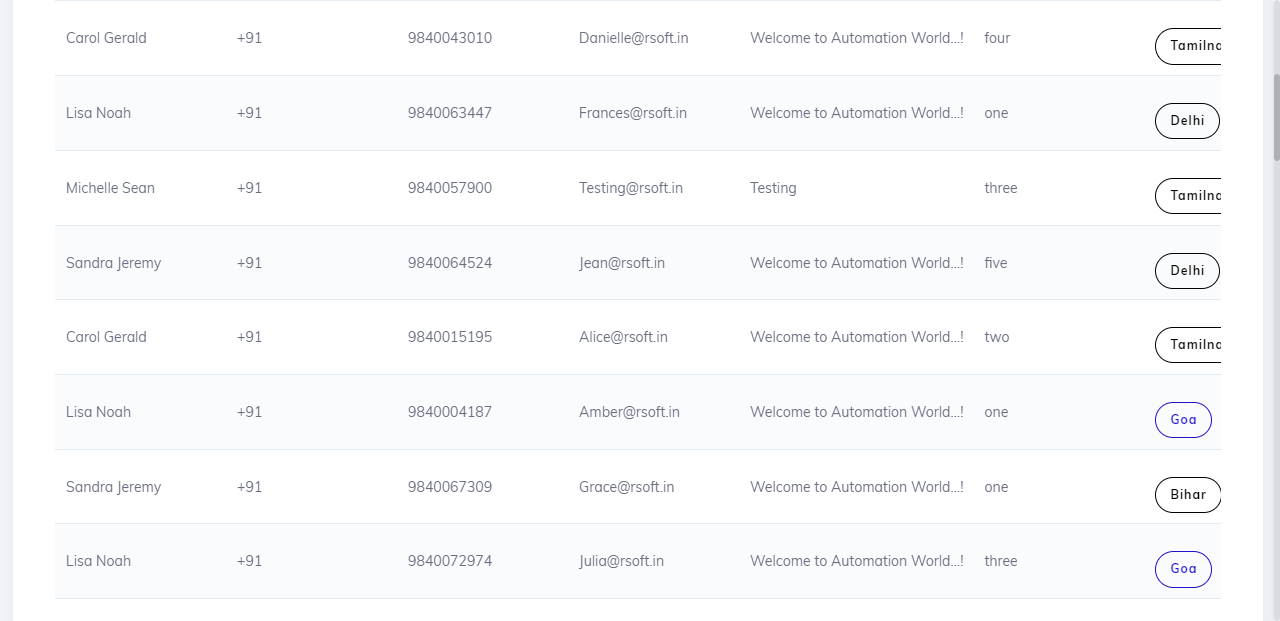 Carol Gerald +91 9840043010 Danielle@rsoft.in Welcome to Automation World...! four Tamilna
Lisa Noah +91 9840063447 Frances@rsoft.in Welcome to Automation World...! one Delhi
Michelle Sean +91 9840057900 Testing@rsoft.in Testing three Tamilna
Sandra Jeremy +91 9840064524 Jean@rsoft.in Welcome to Automation World...! five Delhi
Carol Gerald +91 9840015195 Alice@rsoft.in Welcome to Automation World...! two Tamilna
Lisa Noah +91 9840004187 Amber@rsoft.in Welcome to Automation World...! one Goa
Sandra Jeremy +91 9840067309 Grace@rsoft.in Welcome to Automation World...! one Bihar
Lisa Noah +91 9840072974 Julia@rsoft.in Welcome to Automation World...! three Goa